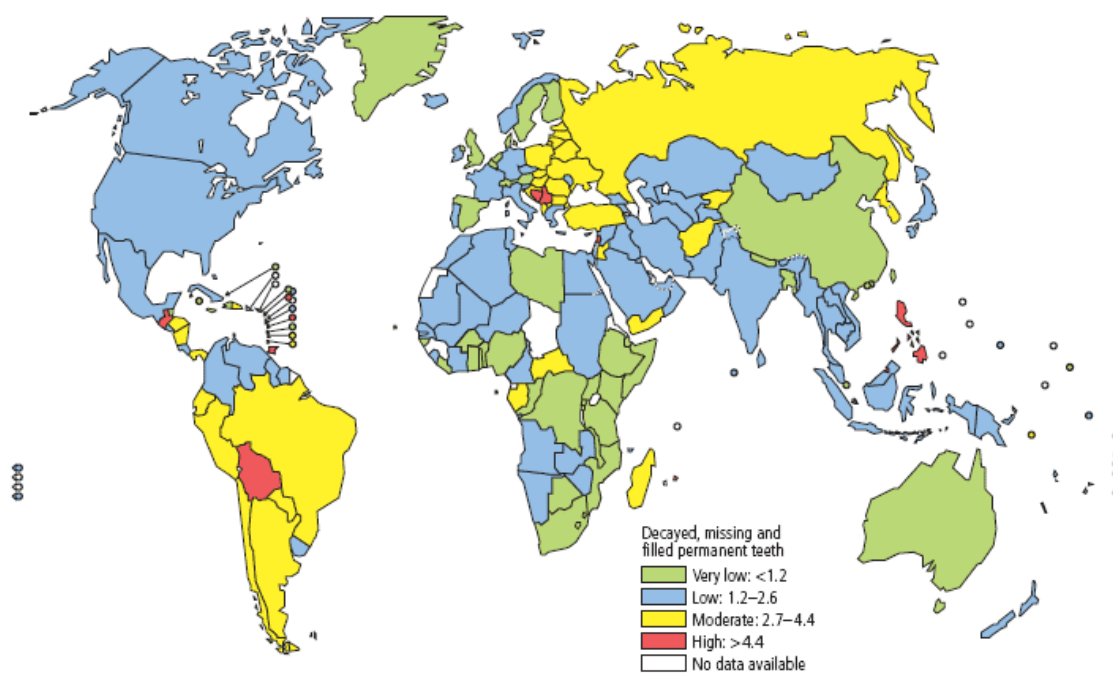 Decayed, missing and
filled permanent teeth
Very low: <1.2
Low: 1.2–2.6
Moderate: 2.7–4.4
High: >4.4
No data available